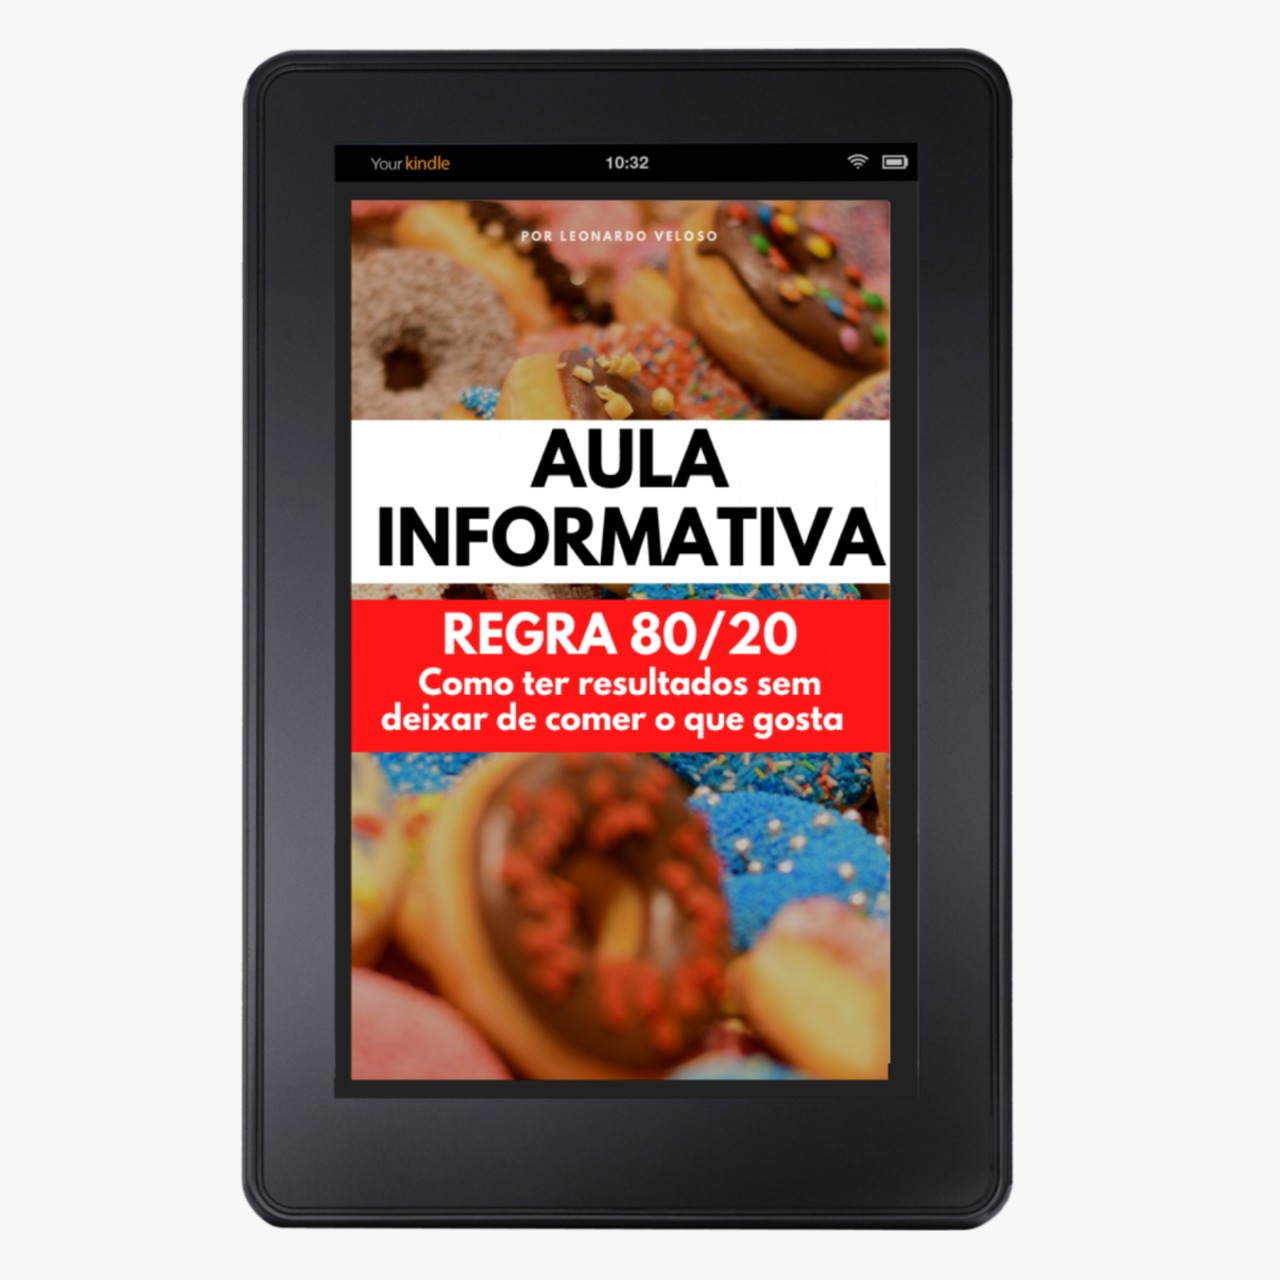 Your kindle
10:32
POR LEONARDO VELOSO
AULA
INFORMATIVA
REGRA 80/20
Como ter resultados sem
deixar de comer o que gosta